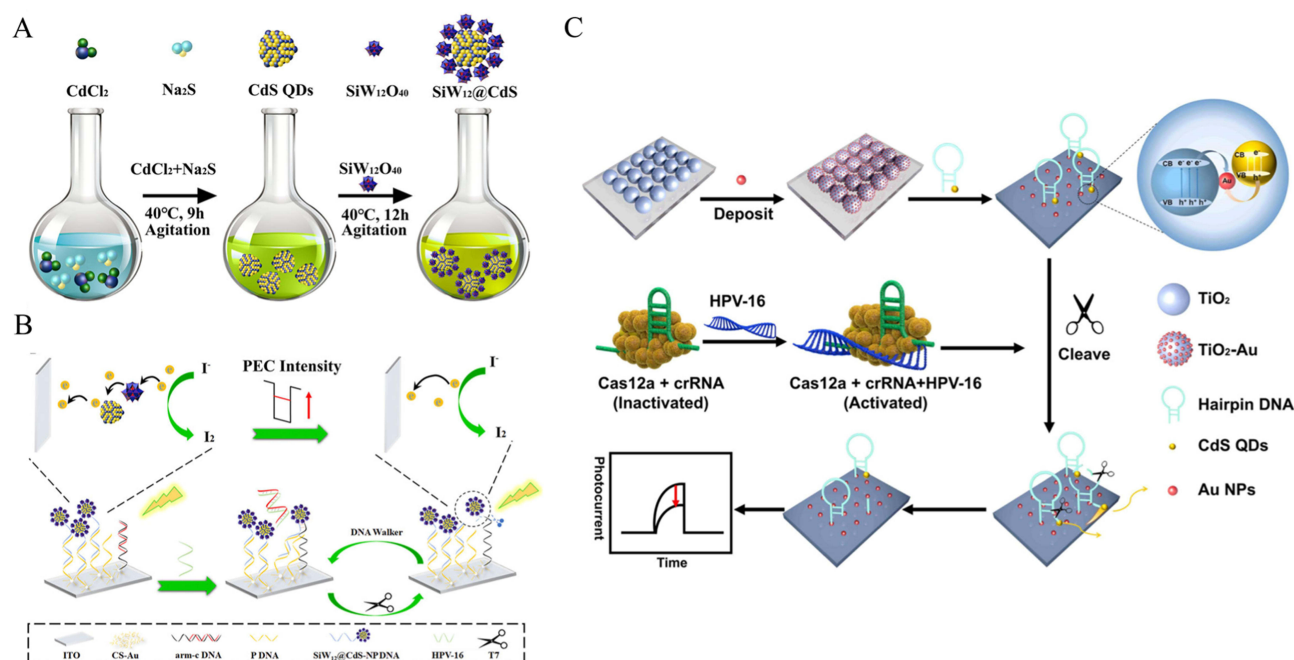 A
CdCl₂ Na₂S CdS QDs SiW₁₂O₄₀ SiW₁₂@CdS
CdCl₂+Na₂S
40℃, 9h
Agitation
SiW₁₂O₄₀
40℃, 12h
Agitation
B
I⁻
I₂
PEC Intensity
I⁻
I₂
e
DNA Walker
ITO CS-Au arm-c DNA P DNA SiW₁₂@CdS-NP DNA HPV-16 T7
C
Deposit
CB e⁻ e⁻ e⁻
VB h⁺ h⁺ h⁺
Au
CB e⁻
VB h⁺
HPV-16
Cas12a + crRNA
(Inactivated)
Cas12a + crRNA+HPV-16
(Activated)
Cleave
TiO₂
TiO₂-Au
Hairpin DNA
CdS QDs
Au NPs
Photocurrent
Time